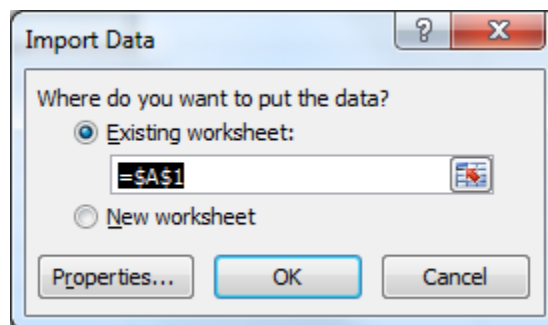 Import Data
?
Where do you want to put the data?
Existing worksheet:
=$A$1
New worksheet
Properties...
OK
Cancel